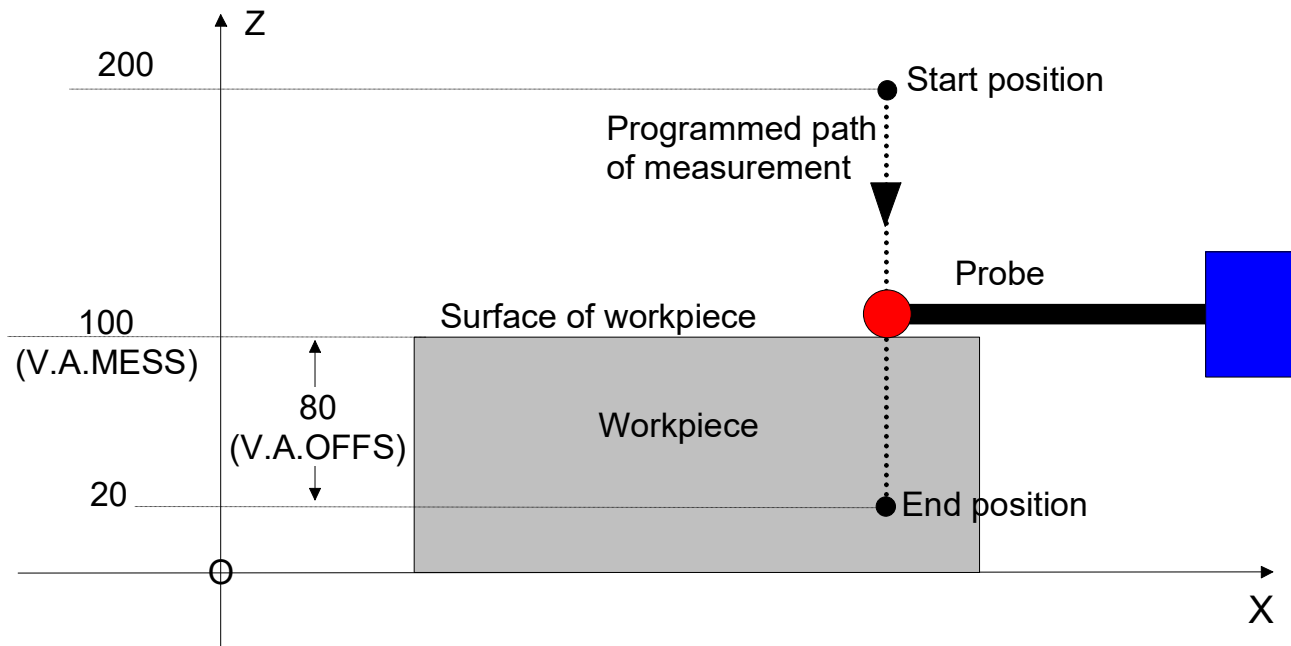 Z
200
Start position
Programmed path
of measurement
Probe
Surface of workpiece
100
(V.A.MESS)
80
(V.A.OFFS)
Workpiece
20
End position
O
X